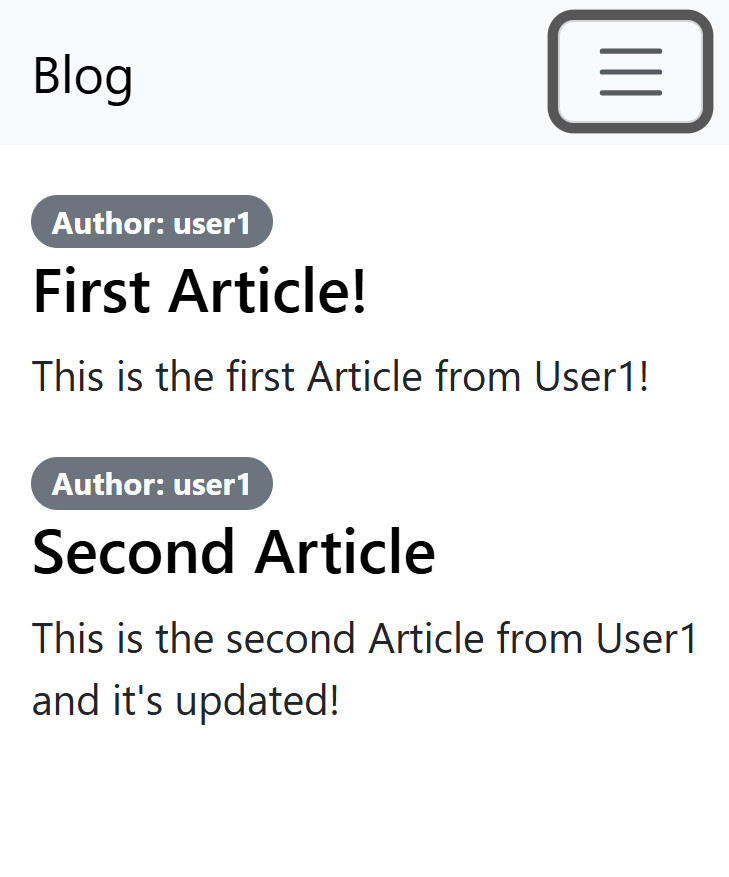 Blog
Author: user1
First Article!
This is the first Article from User1!
Author: user1
Second Article
This is the second Article from User1
and it's updated!